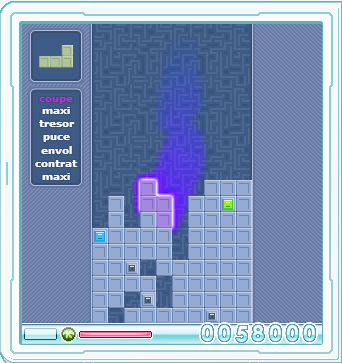 coupe
maxi
tresor
puce
envol
contrat
maxi
0058000